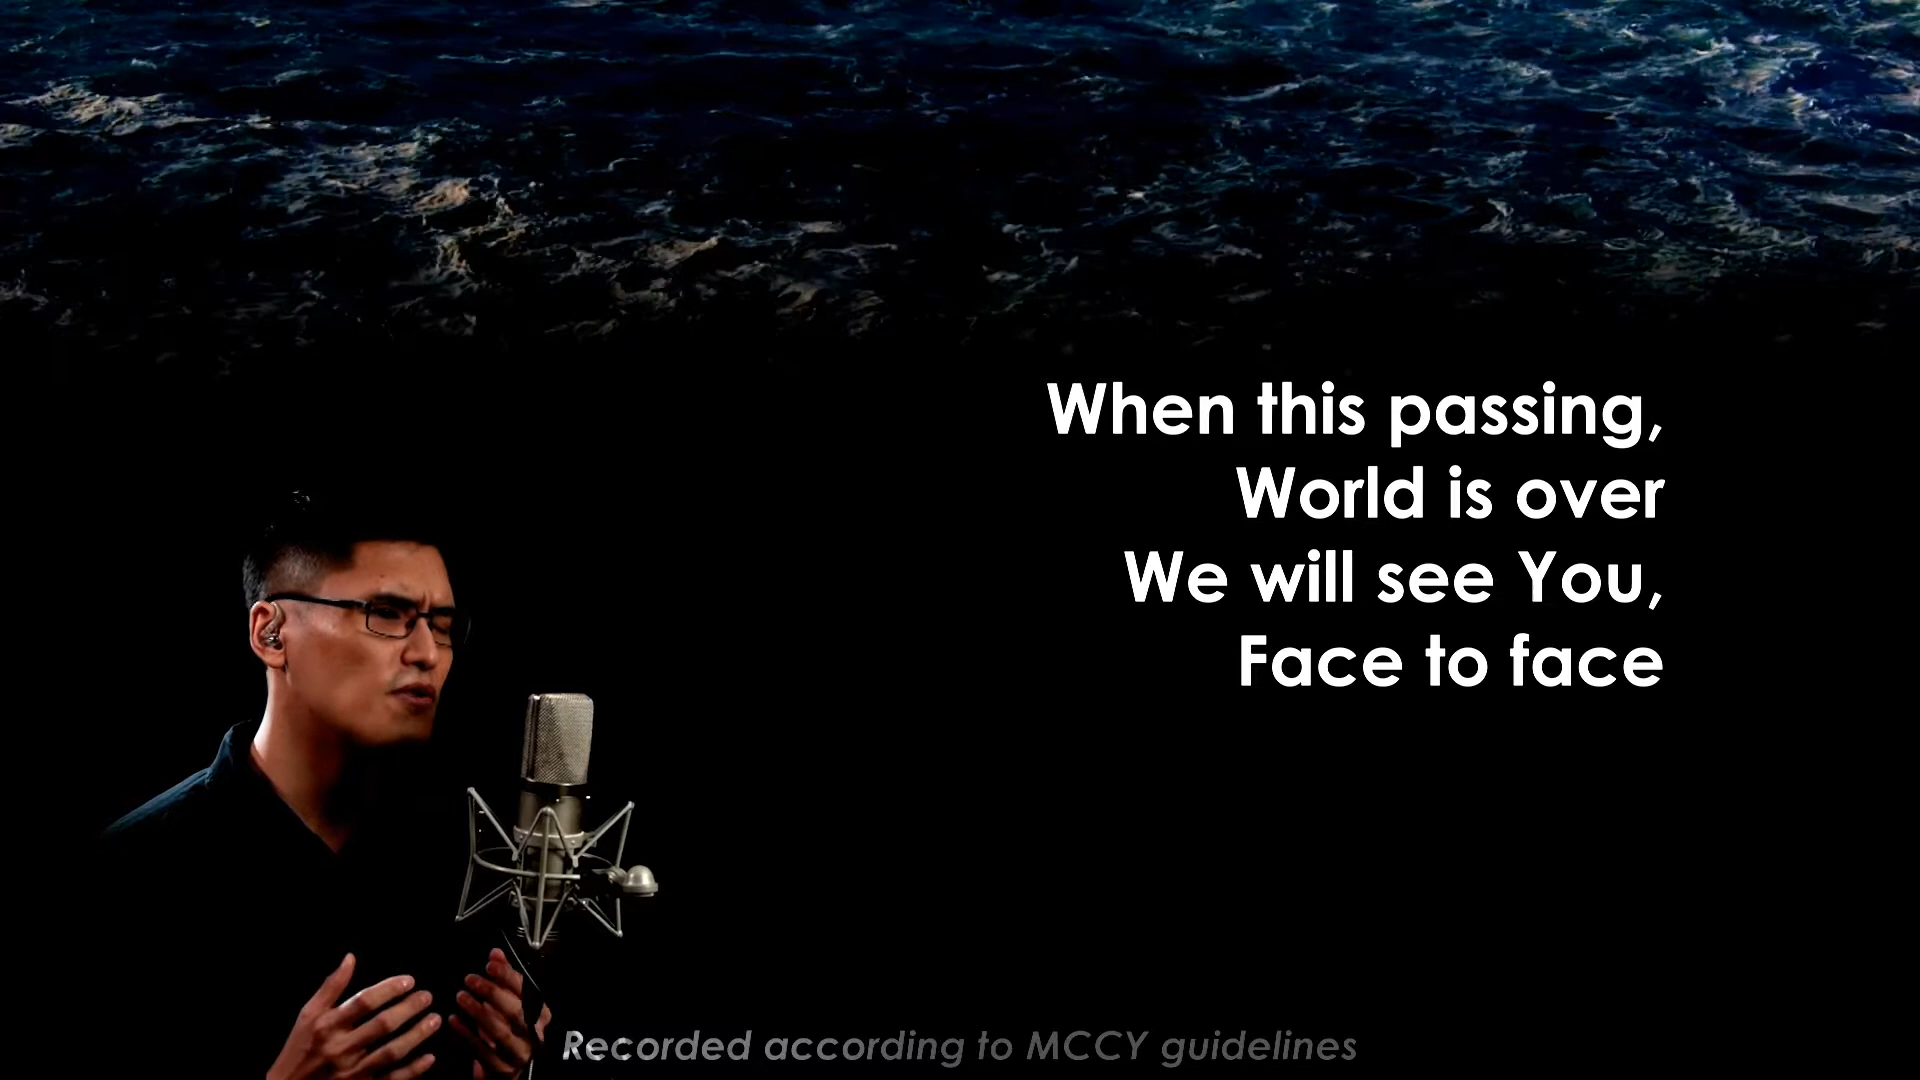 When this passing,
World is over
We will see You,
Face to face
Recorded according to MCCY guidelines